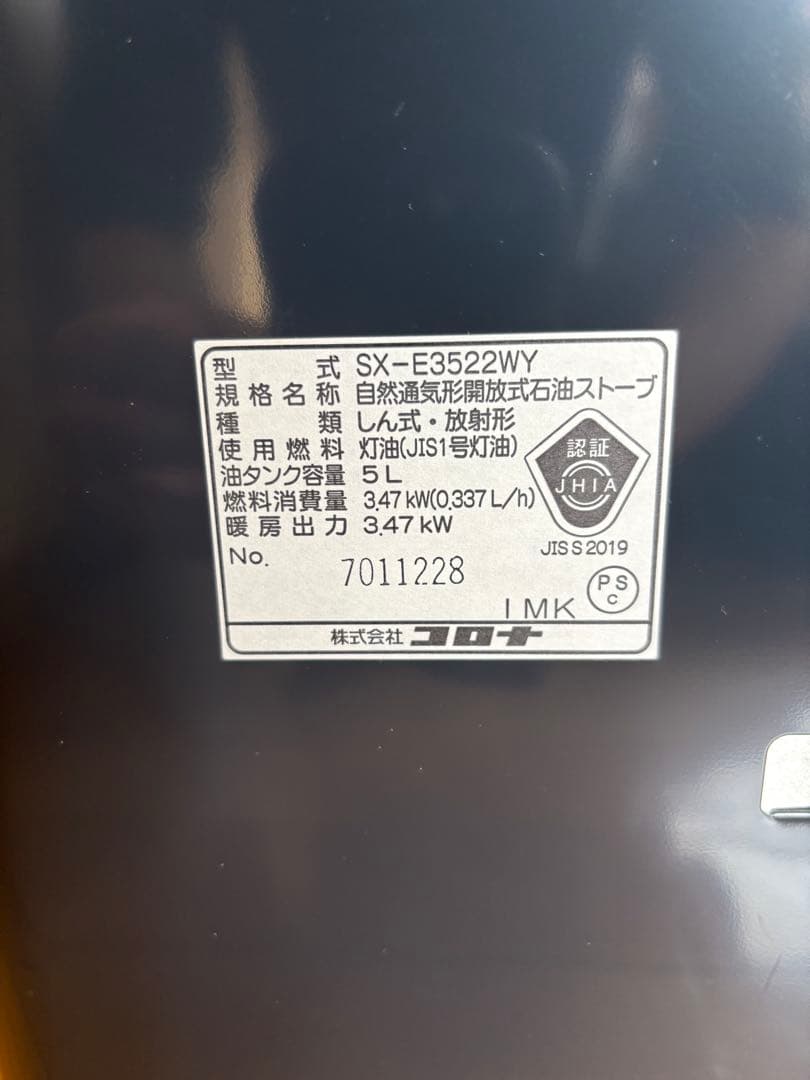 型式 SX-E3522WY
規格名称 自然通気形開放式石油ストーブ
種類 しん式・放射形
使用燃料 灯油(JIS1号灯油)
油タンク容量 5L
燃料消費量 3.47kW(0.337L/h)
暖房出力 3.47kW
認証
JHIA
JIS S 2019
No. 7011228
IMK
PS
C
株式会社 コロナ